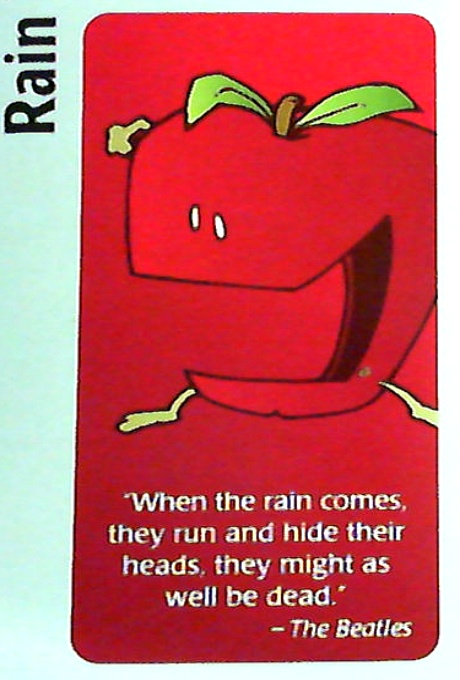 Rain
"When the rain comes,
they run and hide their
heads, they might as
well be dead."
– The Beatles